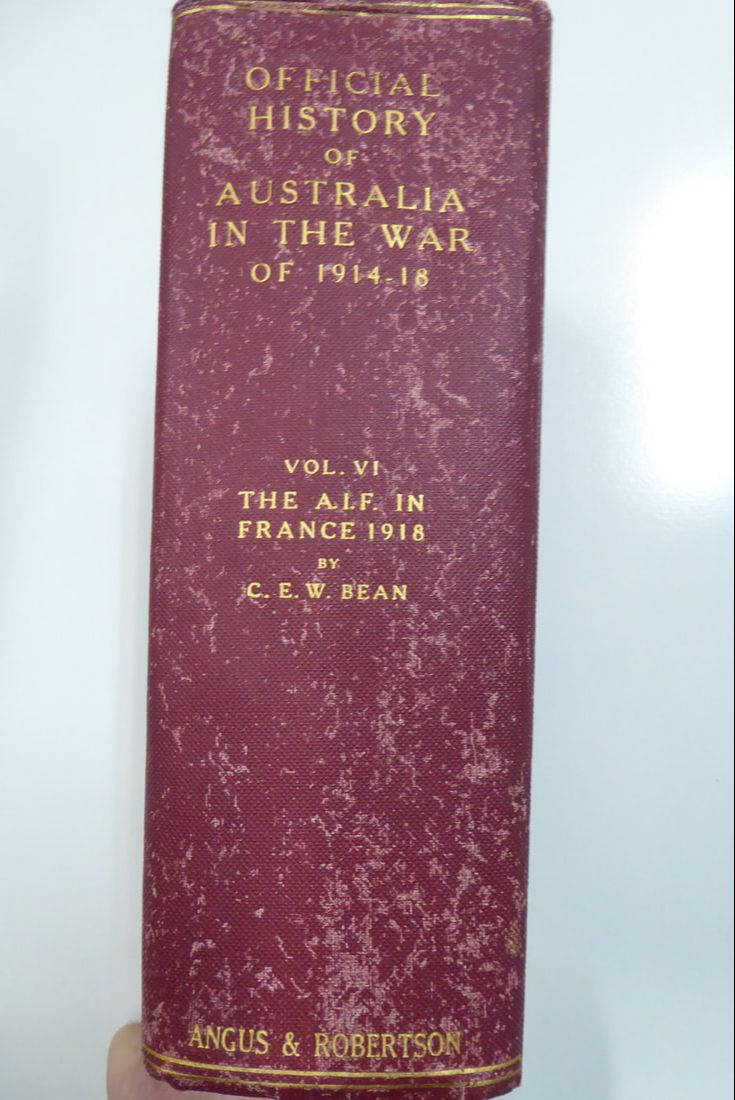 OFFICIAL
HISTORY
OF
AUSTRALIA
IN THE WAR
OF 1914-18
VOL. VI
THE A.I.F. IN
FRANCE 1918
BY
C. E. W. BEAN
ANGUS & ROBERTSON